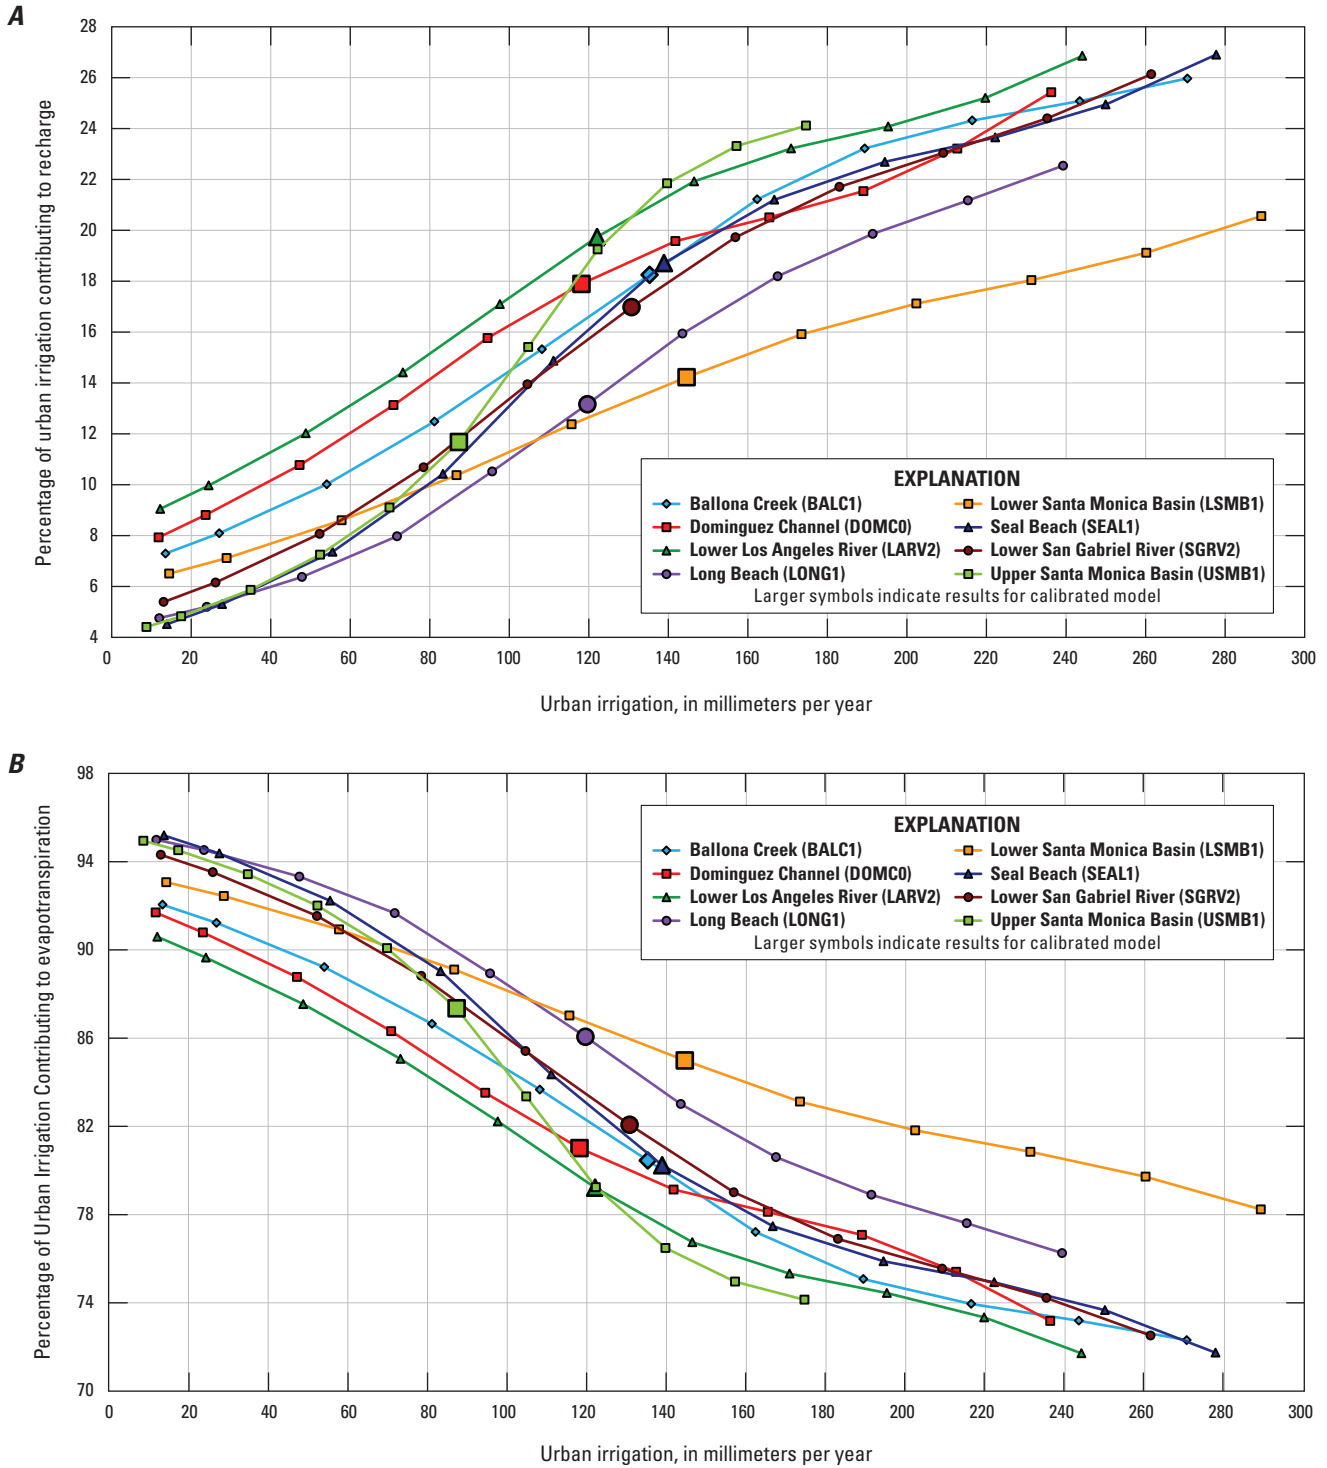 A
Percentage of urban irrigation contributing to recharge
28
26
24
22
20
18
16
14
12
10
8
6
4
0 20 40 60 80 100 120 140 160 180 200 220 240 260 280 300
Urban irrigation, in millimeters per year
EXPLANATION
Ballona Creek (BALC1) Lower Santa Monica Basin (LSMB1)
Dominguez Channel (DOMC0) Seal Beach (SEAL1)
Lower Los Angeles River (LARV2) Lower San Gabriel River (SGRV2)
Long Beach (LONG1) Upper Santa Monica Basin (USMB1)
Larger symbols indicate results for calibrated model
B
Percentage of Urban Irrigation Contributing to evapotranspiration
98
94
90
86
82
78
74
70
0 20 40 60 80 100 120 140 160 180 200 220 240 260 280 300
Urban irrigation, in millimeters per year
EXPLANATION
Ballona Creek (BALC1) Lower Santa Monica Basin (LSMB1)
Dominguez Channel (DOMC0) Seal Beach (SEAL1)
Lower Los Angeles River (LARV2) Lower San Gabriel River (SGRV2)
Long Beach (LONG1) Upper Santa Monica Basin (USMB1)
Larger symbols indicate results for calibrated model